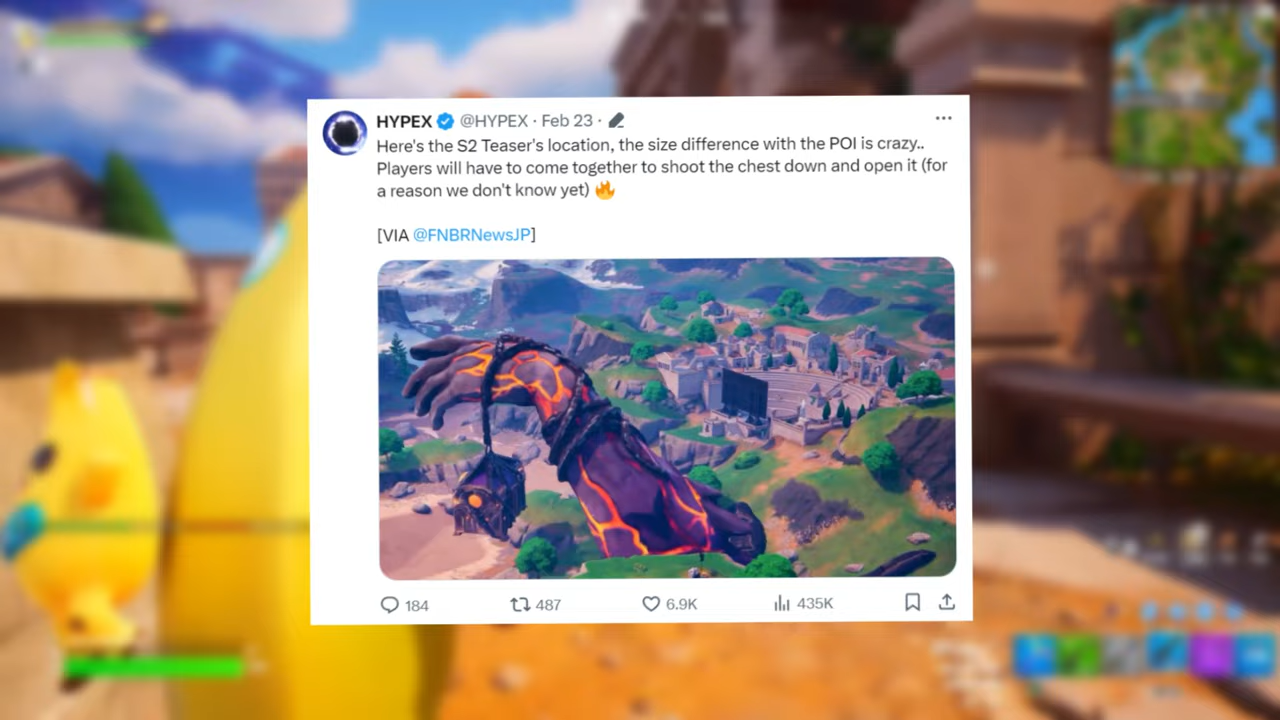 HYPEX @HYPEX · Feb 23 ·
Here's the S2 Teaser's location, the size difference with the POI is crazy..
Players will have to come together to shoot the chest down and open it (for
a reason we don't know yet) 🔥
[VIA @FNBRNewsJP]
184 487 6.9K 435K